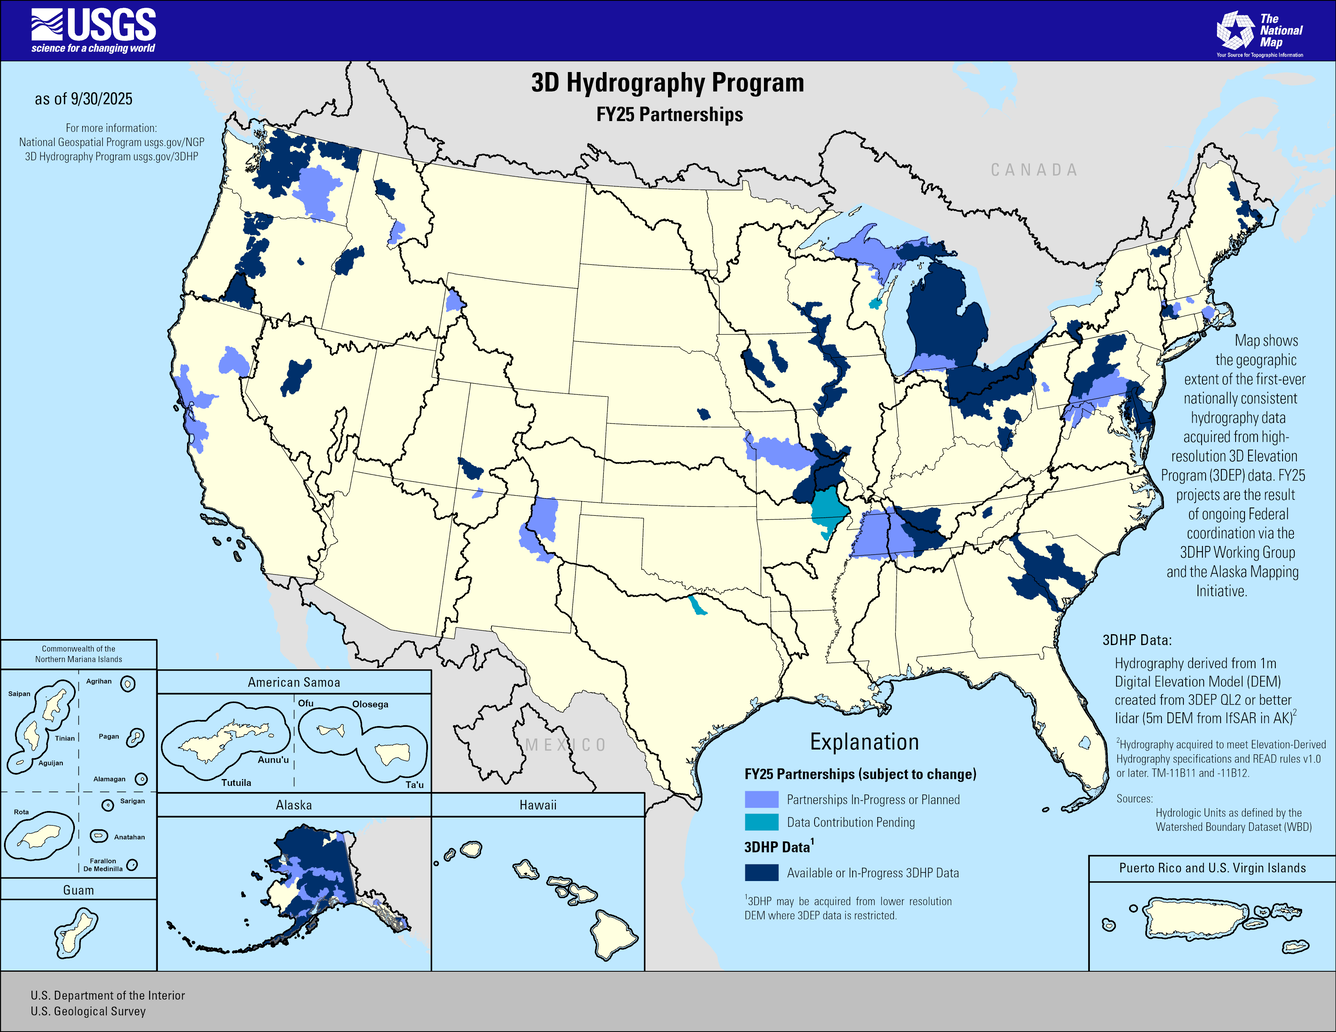 USGS
science for a changing world
The
National
Map
Your Source for Topographic Information
3D Hydrography Program
FY25 Partnerships
as of 9/30/2025
For more information:
National Geospatial Program usgs.gov/NGP
3D Hydrography Program usgs.gov/3DHP
CANADA
Map shows
the geographic
extent of the first-ever
nationally consistent
hydrography data
acquired from high-
resolution 3D Elevation
Program (3DEP) data. FY25
projects are the result
of ongoing Federal
coordination via the
3DHP Working Group
and the Alaska Mapping
Initiative.
3DHP Data:
Hydrography derived from 1m
Digital Elevation Model (DEM)
created from 3DEP QL2 or better
lidar (5m DEM from IfSAR in AK)2
2Hydrography acquired to meet Elevation-Derived
Hydrography specifications and READ rules v1.0
or later. TM-11B11 and -11B12.
Sources:
Hydrologic Units as defined by the
Watershed Boundary Dataset (WBD)
MEXICO
Explanation
FY25 Partnerships (subject to change)
Partnerships In-Progress or Planned
Data Contribution Pending
3DHP Data1
Available or In-Progress 3DHP Data
13DHP may be acquired from lower resolution
DEM where 3DEP data is restricted.
Commonwealth of the
Northern Mariana Islands
Saipan
Tinian
Aguijan
Rota
Agrihan
Pagan
Alamagan
Sarigan
Anatahan
Farallon
De Medinilla
Guam
American Samoa
Ofu
Olosega
Aunu'u
Tutuila
Ta'u
Alaska
Hawaii
Puerto Rico and U.S. Virgin Islands
U.S. Department of the Interior
U.S. Geological Survey